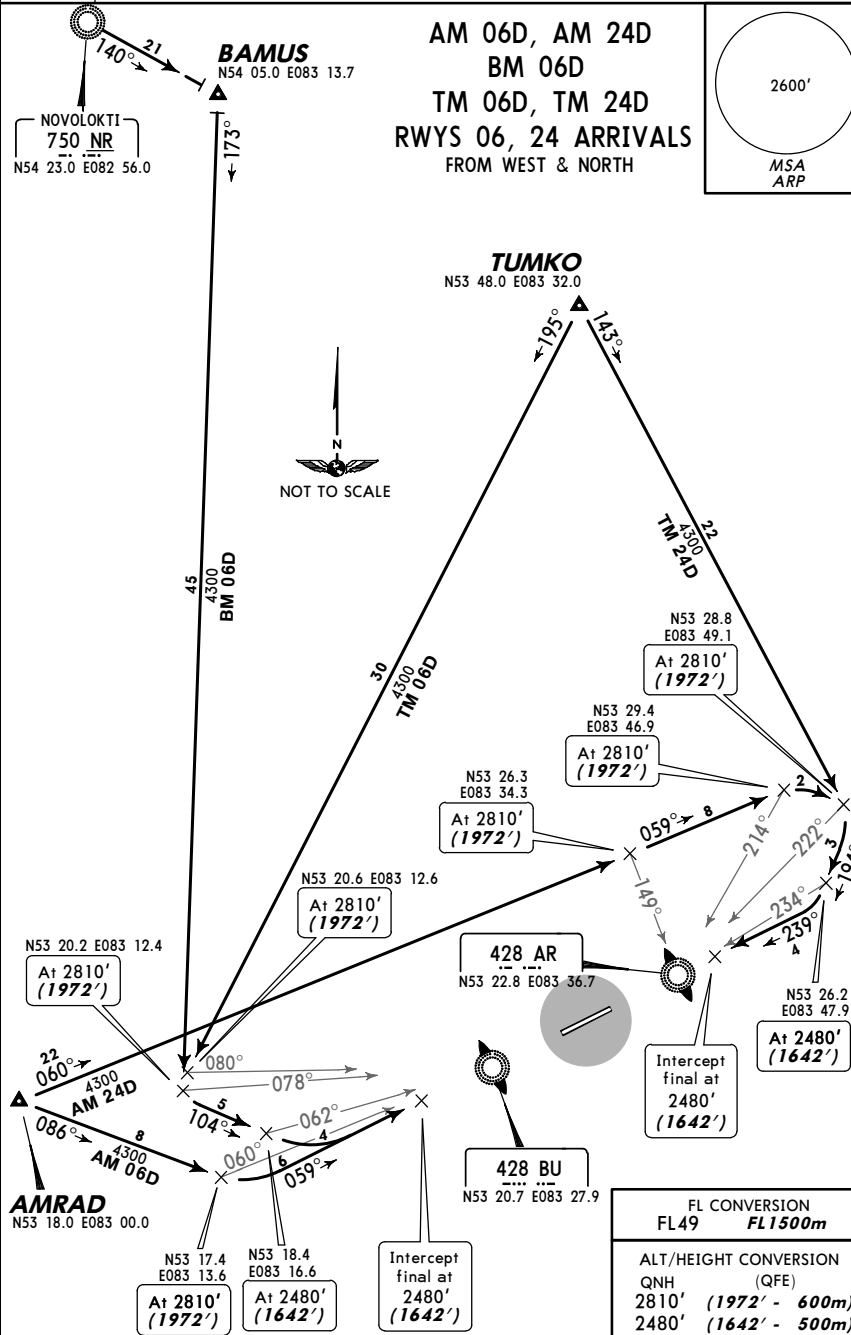 AM 06D, AM 24D
BM 06D
TM 06D, TM 24D
RWYS 06, 24 ARRIVALS
FROM WEST & NORTH
2600'
MSA
ARP
21
140°
BAMUS
N54 05.0 E083 13.7
NOVOLOKTI
750 NR
N54 23.0 E082 56.0
173°
TUMKO
N53 48.0 E083 32.0
195°
143°
N
NOT TO SCALE
45
4300
BM 06D
30
4300
TM 06D
22
4300
TM 24D
N53 28.8
E083 49.1
At 2810'
(1972')
N53 29.4
E083 46.9
At 2810'
(1972')
N53 26.3
E083 34.3
At 2810'
(1972')
059°
8
2
214°
222°
3
194°
234°
239°
4
149°
N53 20.6 E083 12.6
At 2810'
(1972')
N53 20.2 E083 12.4
At 2810'
(1972')
428 AR
N53 22.8 E083 36.7
N53 26.2
E083 47.9
At 2480'
(1642')
Intercept
final at
2480'
(1642')
22
060°
4300
AM 24D
080°
078°
5
104°
062°
4
060°
6
059°
8
086°
4300
AM 06D
AMRAD
N53 18.0 E083 00.0
428 BU
N53 20.7 E083 27.9
N53 17.4
E083 13.6
At 2810'
(1972')
N53 18.4
E083 16.6
At 2480'
(1642')
Intercept
final at
2480'
(1642')
FL CONVERSION
FL49 FL1500m
ALT/HEIGHT CONVERSION
QNH (QFE)
2810' (1972' - 600m)
2480' (1642' - 500m)